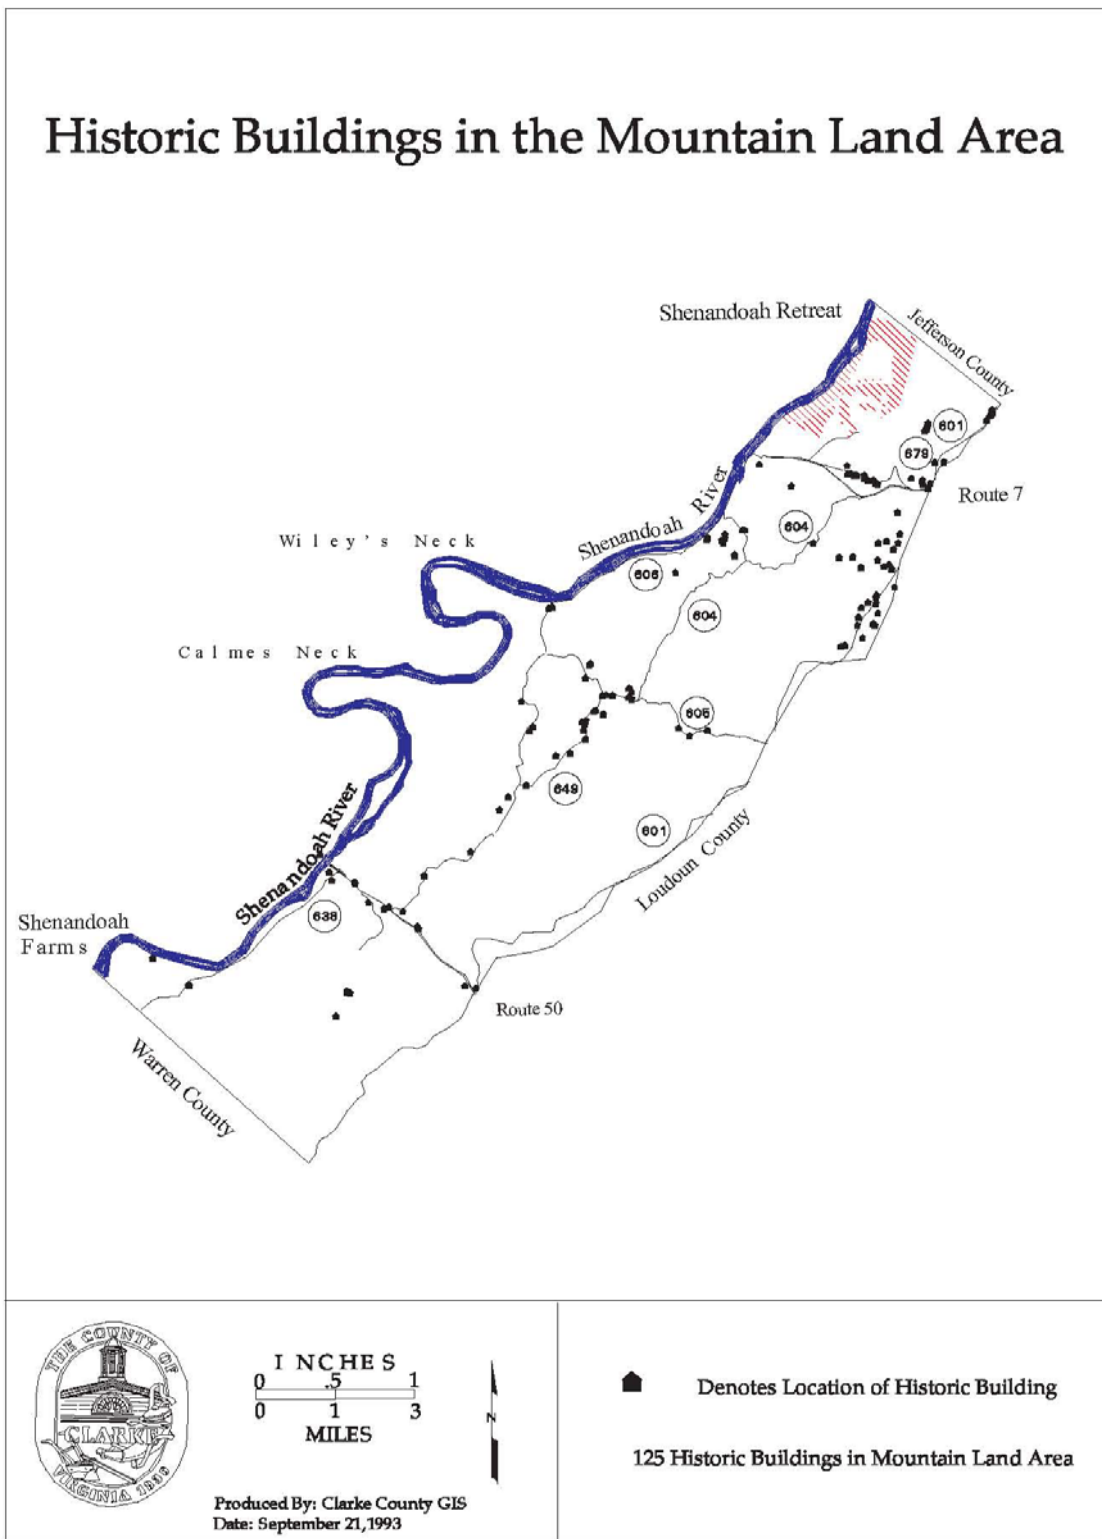 Historic Buildings in the Mountain Land Area
Shenandoah Retreat
Jefferson County
601
679
Route 7
Shenandoah River
604
Wiley's Neck
606
604
Calmes Neck
605
649
601
Loudoun County
Shenandoah River
638
Shenandoah
Farms
Route 50
Warren County
THE COUNTY OF
CLARKE
VIRGINIA 1836
INCHES
0 .5 1
0 1 3
MILES
N
Produced By: Clarke County GIS
Date: September 21,1993
Denotes Location of Historic Building
125 Historic Buildings in Mountain Land Area